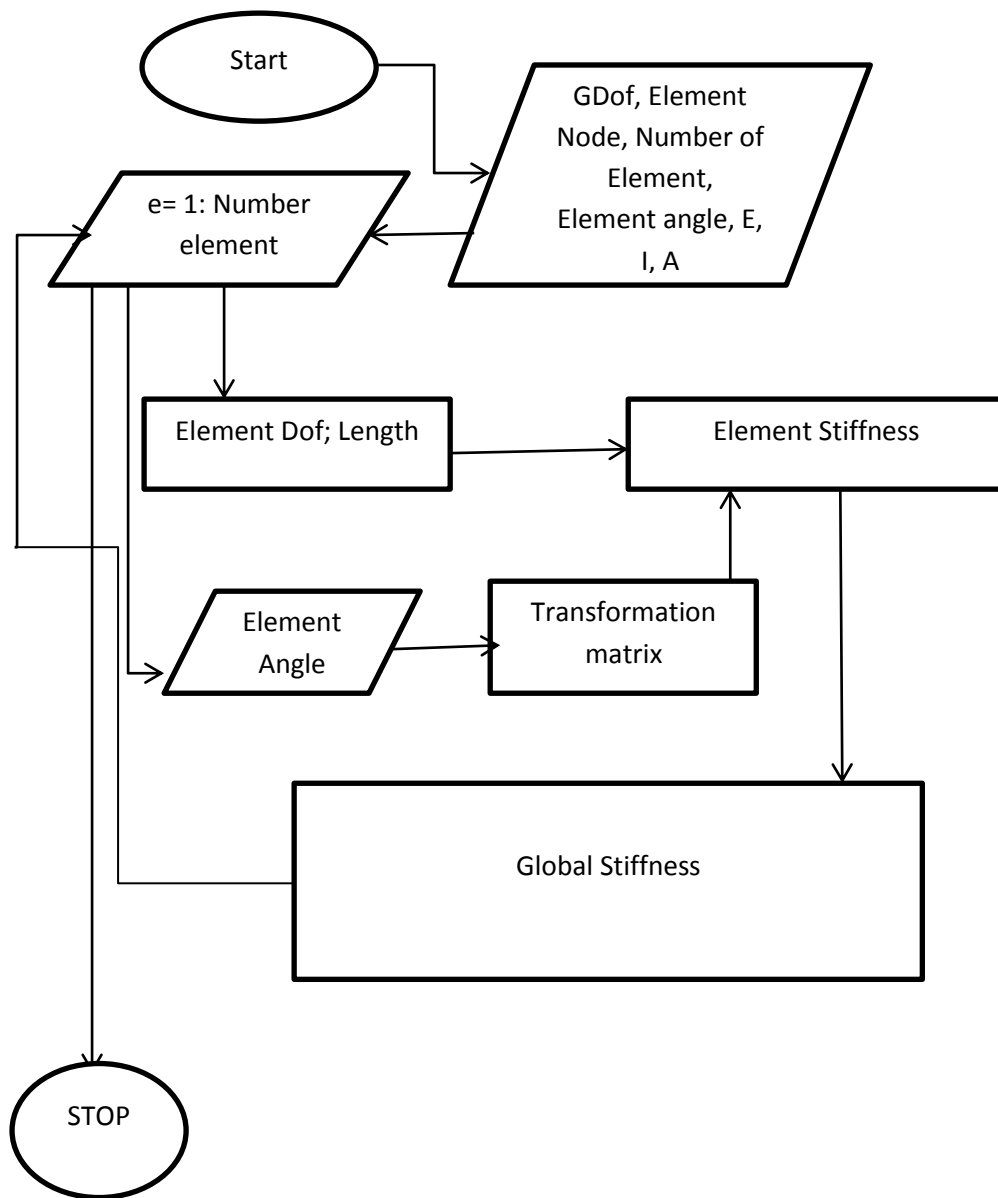 Start
GDof, Element
Node, Number of
Element,
Element angle, E,
I, A
e= 1: Number
element
Element Dof; Length
Element Stiffness
Element
Angle
Transformation
matrix
Global Stiffness
STOP